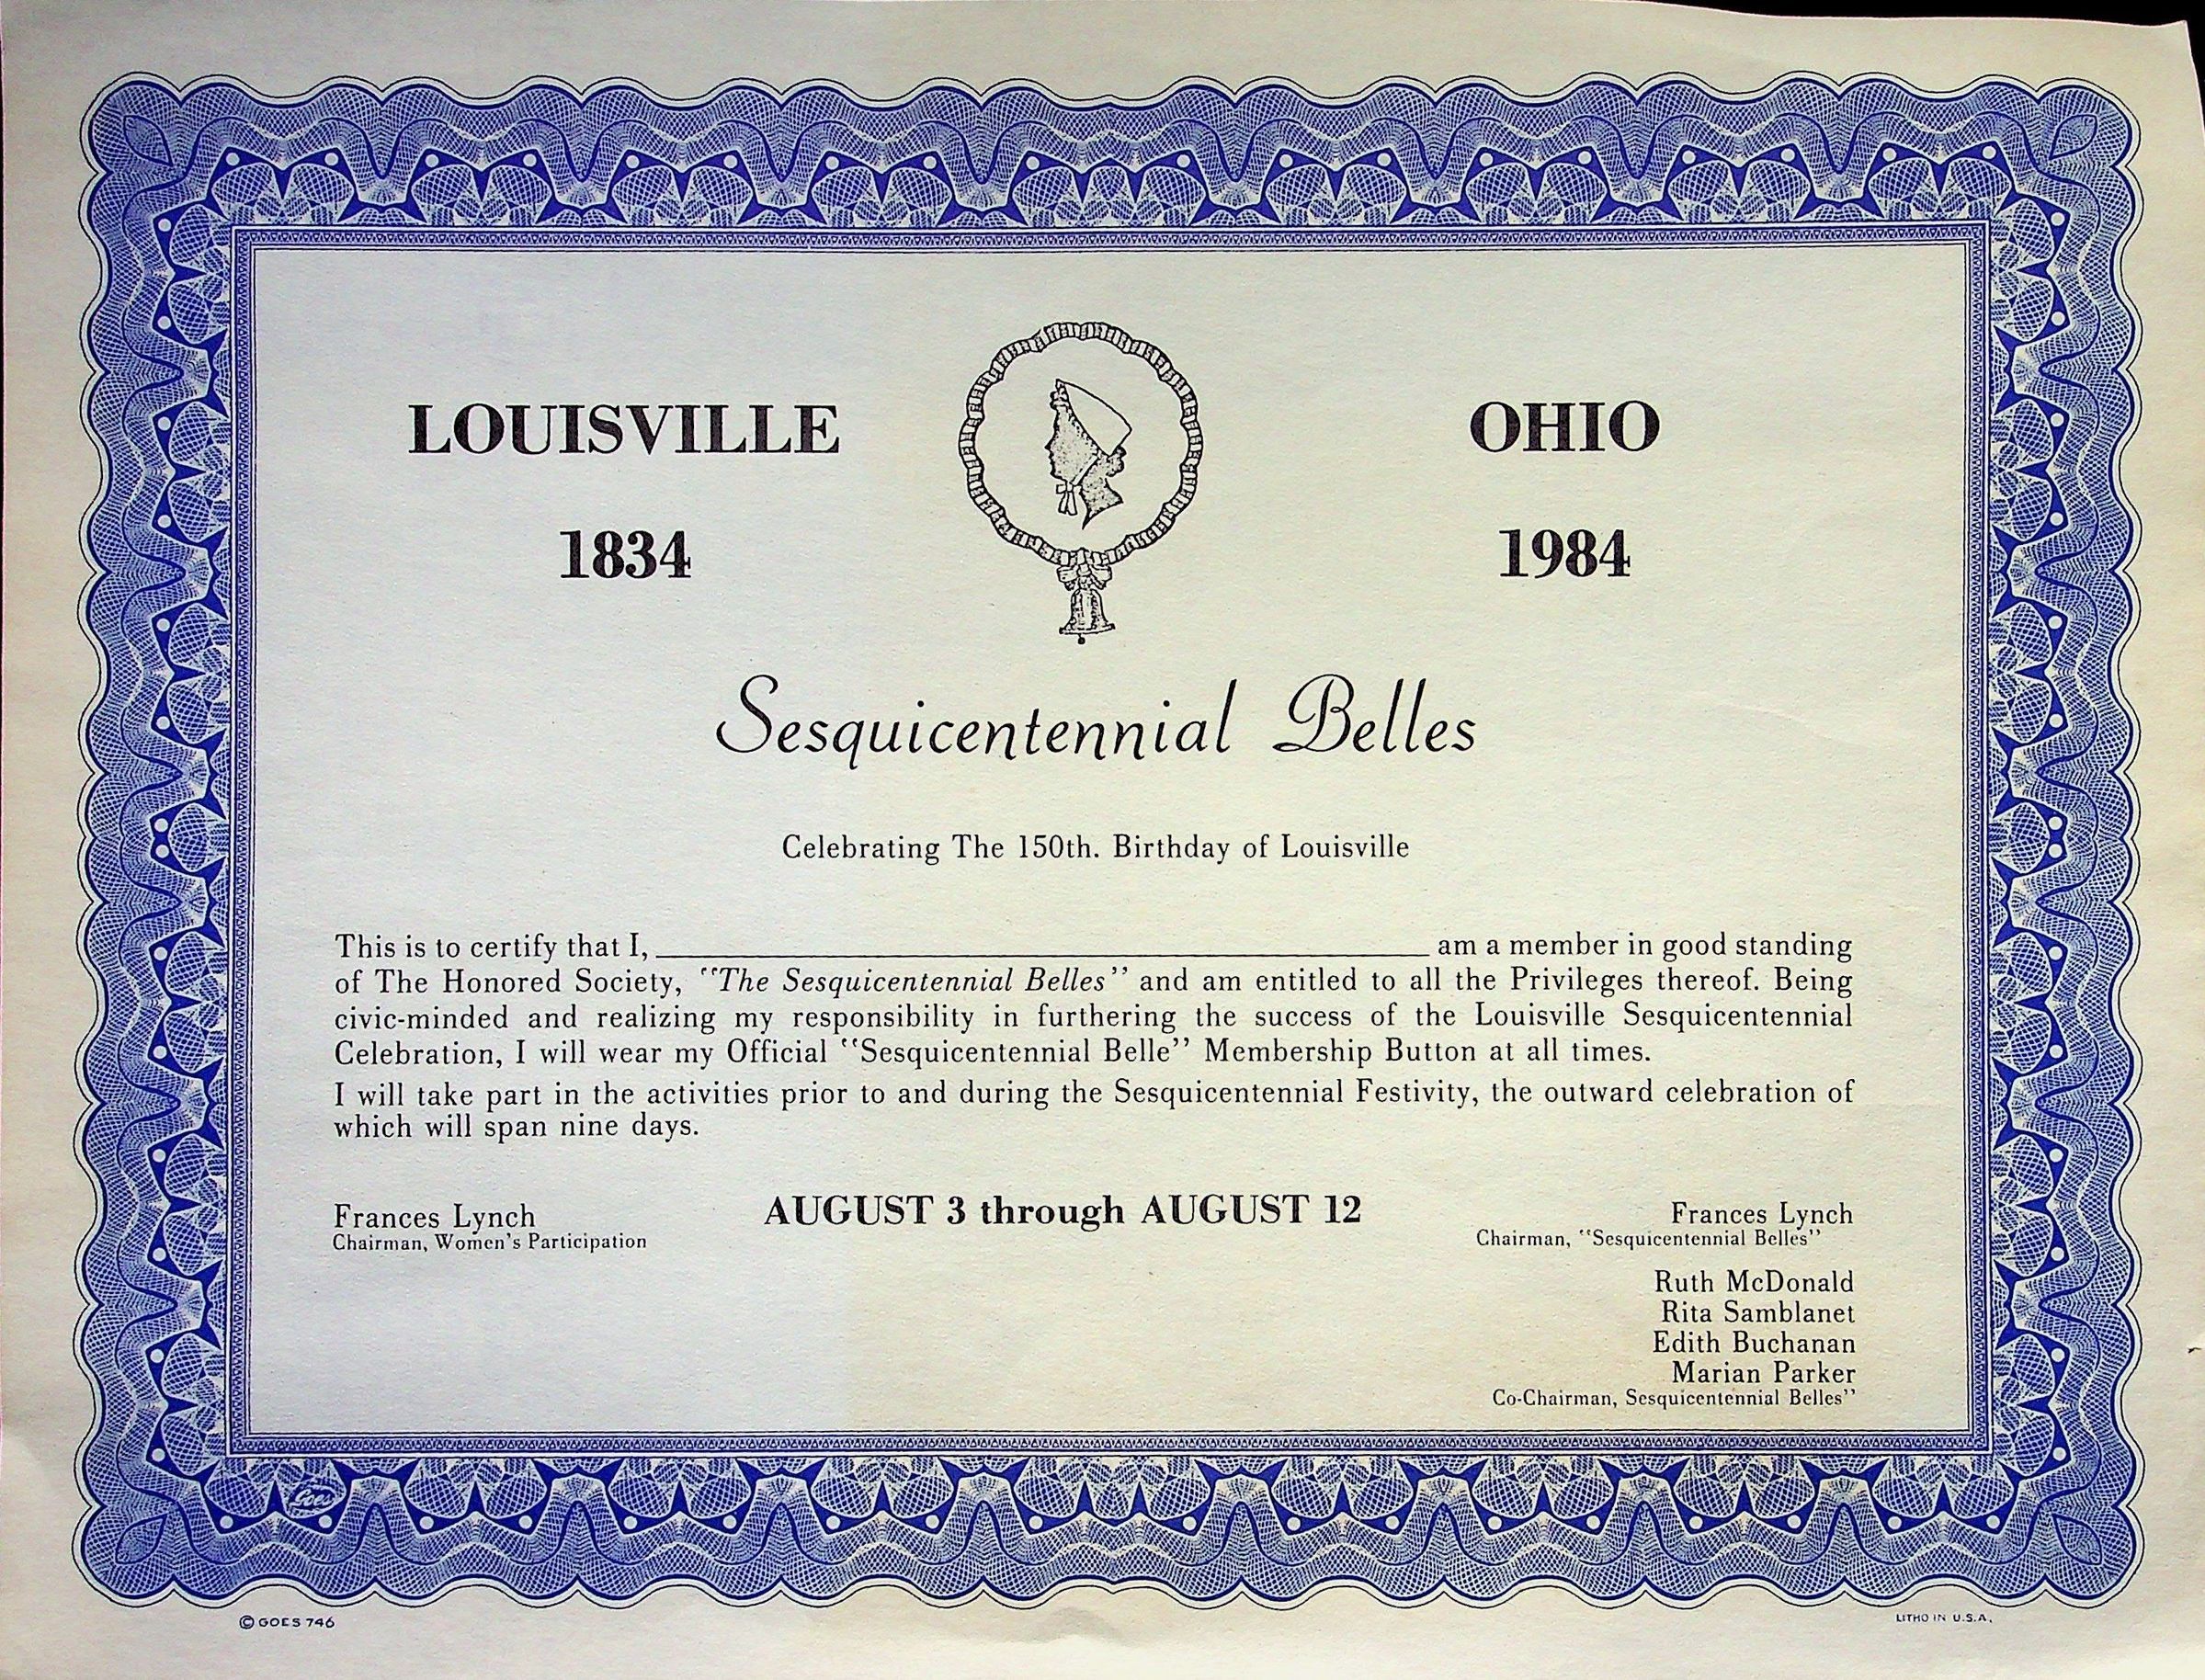 LOUISVILLE OHIO
1834 1984
Sesquicentennial Belles
Celebrating The 150th. Birthday of Louisville
This is to certify that I, ______ am a member in good standing
of The Honored Society, "The Sesquicentennial Belles" and am entitled to all the Privileges thereof. Being
civic-minded and realizing my responsibility in furthering the success of the Louisville Sesquicentennial
Celebration, I will wear my Official "Sesquicentennial Belle" Membership Button at all times.
I will take part in the activities prior to and during the Sesquicentennial Festivity, the outward celebration of
which will span nine days.
AUGUST 3 through AUGUST 12
Frances Lynch
Chairman, Women's Participation
Frances Lynch
Chairman, "Sesquicentennial Belles"
Ruth McDonald
Rita Samblanet
Edith Buchanan
Marian Parker
Co-Chairman, Sesquicentennial Belles"
Goes
© GOES 746
LITHO IN U.S.A.